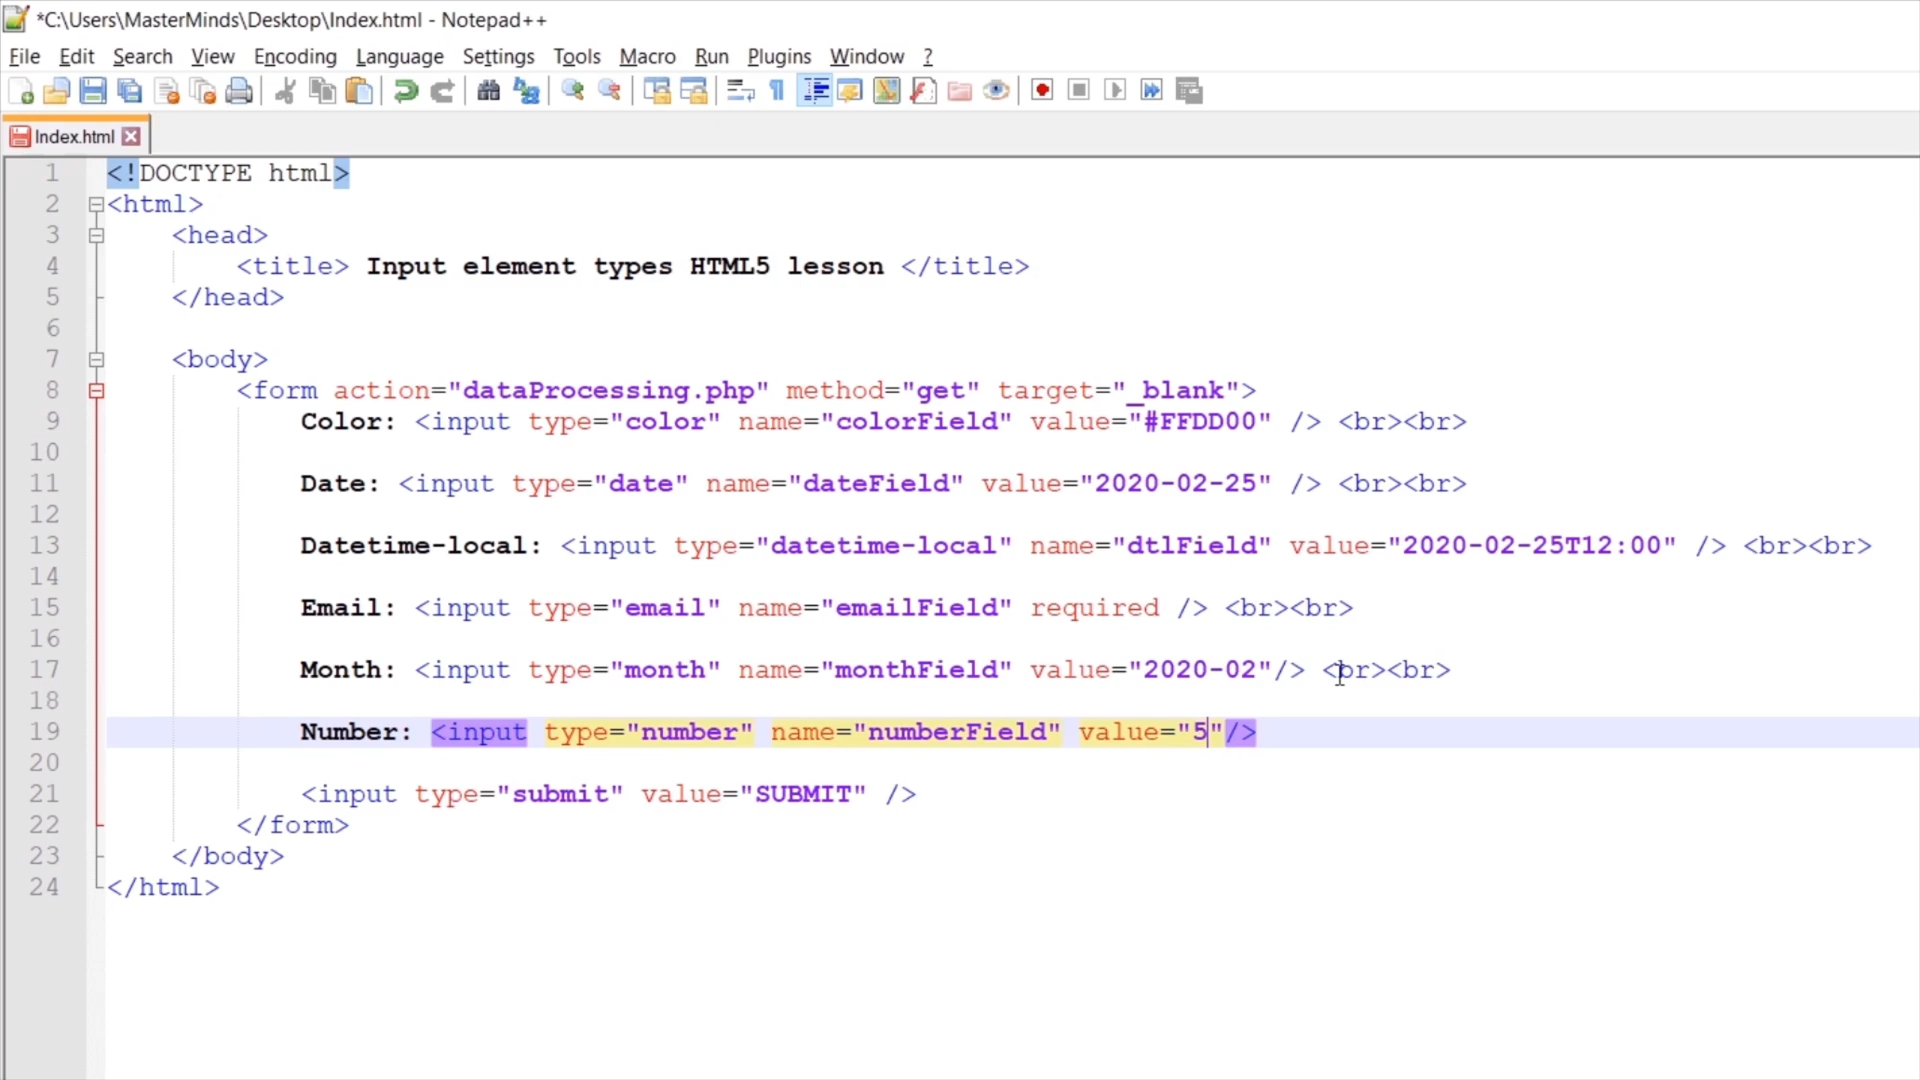 *C:\Users\MasterMinds\Desktop\Index.html - Notepad++
File Edit Search View Encoding Language Settings Tools Macro Run Plugins Window ?
Index.html
1 <!DOCTYPE html>
2 <html>
3 <head>
4 <title> Input element types HTML5 lesson </title>
5 </head>
6
7 <body>
8 <form action="dataProcessing.php" method="get" target="_blank">
9 Color: <input type="color" name="colorField" value="#FFDD00" /> <br><br>
10
11 Date: <input type="date" name="dateField" value="2020-02-25" /> <br><br>
12
13 Datetime-local: <input type="datetime-local" name="dtlField" value="2020-02-25T12:00" /> <br><br>
14
15 Email: <input type="email" name="emailField" required /> <br><br>
16
17 Month: <input type="month" name="monthField" value="2020-02"/> <br><br>
18
19 Number: <input type="number" name="numberField" value="5"/>
20
21 <input type="submit" value="SUBMIT" />
22 </form>
23 </body>
24 </html>